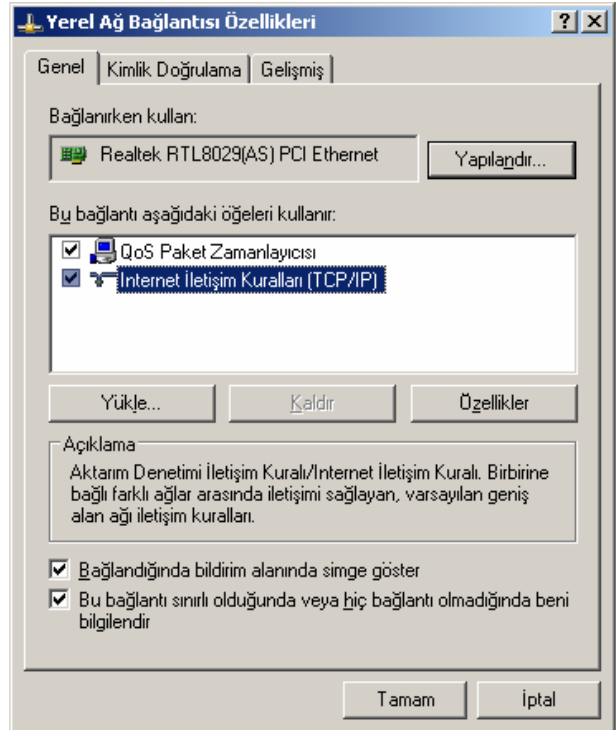 Yerel Ağ Bağlantısı Özellikleri
Genel Kimlik Doğrulama Gelişmiş
Bağlanırken kullan:
Realtek RTL8029(AS) PCI Ethernet Yapılandır...
Bu bağlantı aşağıdaki öğeleri kullanır:
QoS Paket Zamanlayıcısı
Internet İletişim Kuralları (TCP/IP)
Yükle... Kaldır Özellikler
Açıklama
Aktarım Denetimi İletişim Kuralı/Internet İletişim Kuralı. Birbirine
bağlı farklı ağlar arasında iletişimi sağlayan, varsayılan geniş
alan ağı iletişim kuralları.
Bağlandığında bildirim alanında simge göster
Bu bağlantı sınırlı olduğunda veya hiç bağlantı olmadığında beni
bilgilendir
Tamam İptal